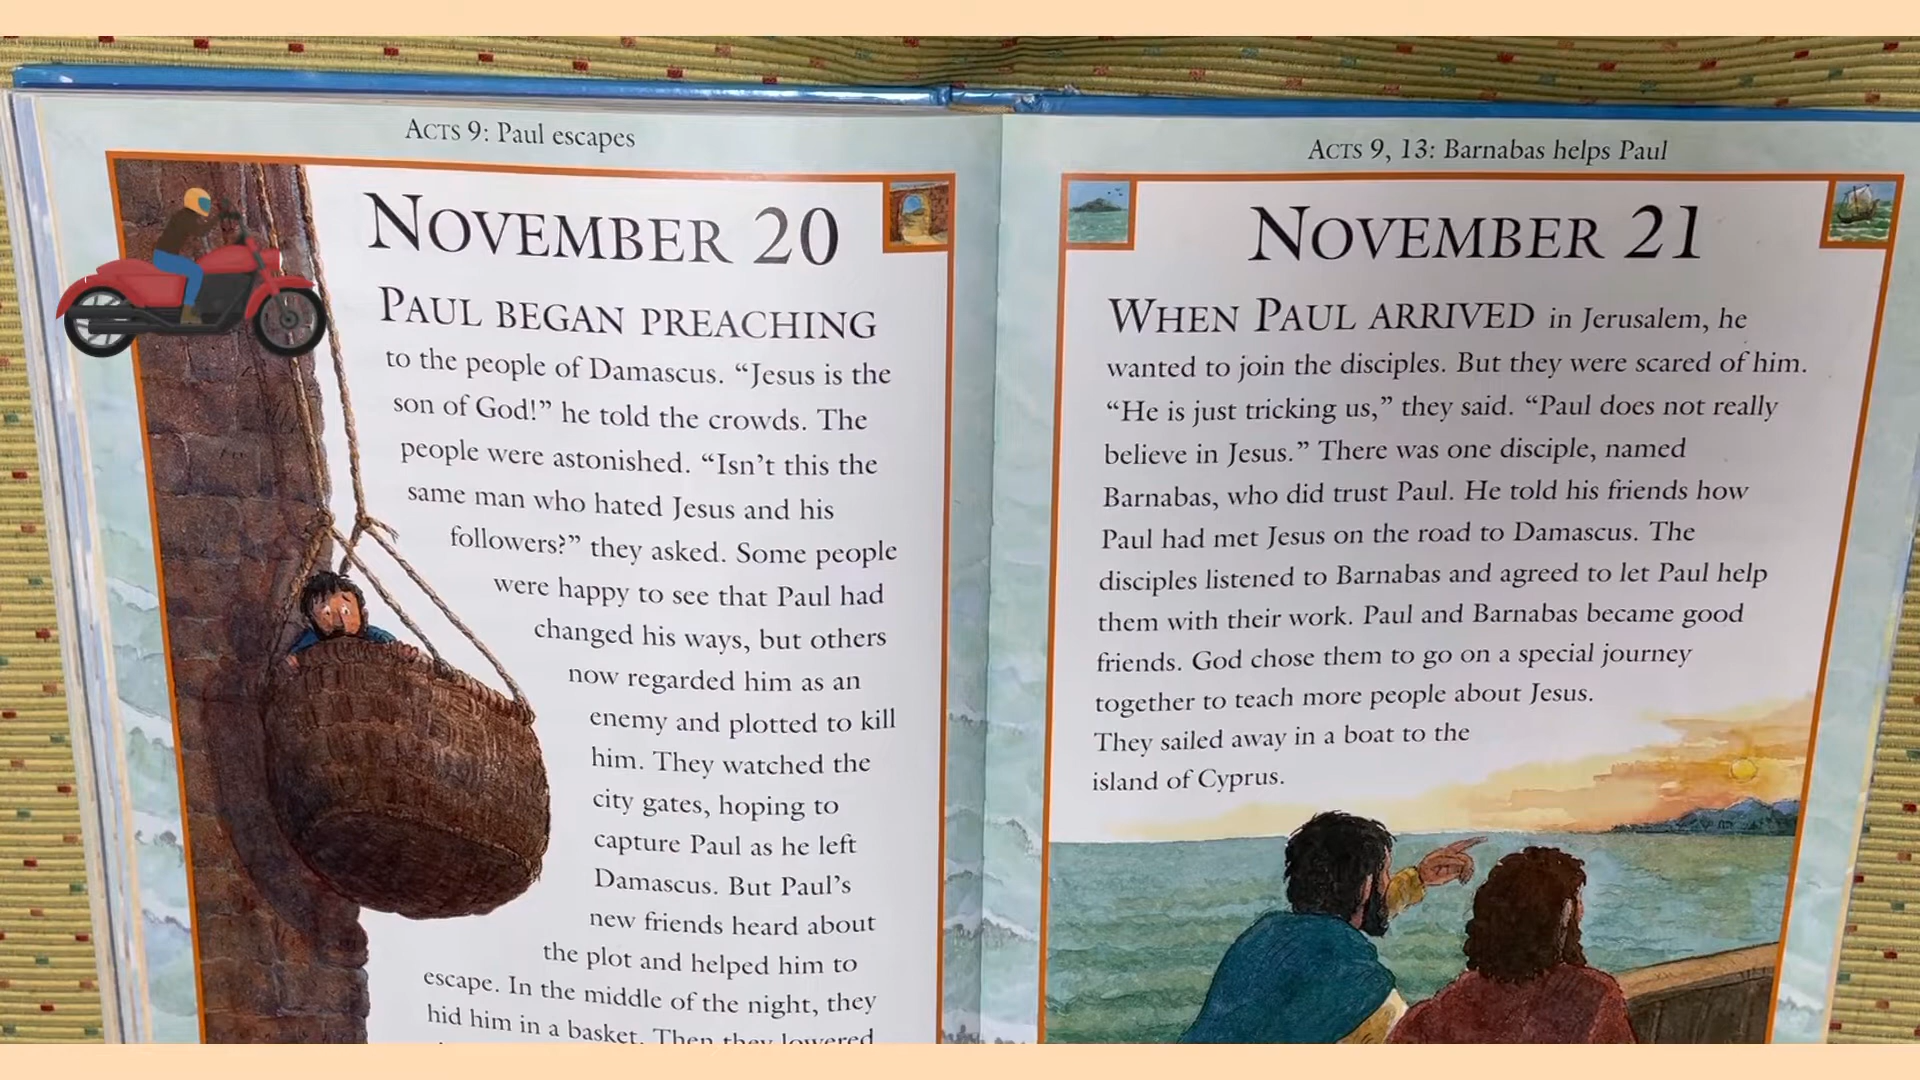 ACTS 9: Paul escapes
NOVEMBER 20
PAUL BEGAN PREACHING
to the people of Damascus. “Jesus is the
son of God!” he told the crowds. The
people were astonished. “Isn’t this the
same man who hated Jesus and his
followers?” they asked. Some people
were happy to see that Paul had
changed his ways, but others
now regarded him as an
enemy and plotted to kill
him. They watched the
city gates, hoping to
capture Paul as he left
Damascus. But Paul’s
new friends heard about
the plot and helped him to
escape. In the middle of the night, they
hid him in a basket. Then they lowered
ACTS 9, 13: Barnabas helps Paul
NOVEMBER 21
WHEN PAUL ARRIVED in Jerusalem, he
wanted to join the disciples. But they were scared of him.
“He is just tricking us,” they said. “Paul does not really
believe in Jesus.” There was one disciple, named
Barnabas, who did trust Paul. He told his friends how
Paul had met Jesus on the road to Damascus. The
disciples listened to Barnabas and agreed to let Paul help
them with their work. Paul and Barnabas became good
friends. God chose them to go on a special journey
together to teach more people about Jesus.
They sailed away in a boat to the
island of Cyprus.